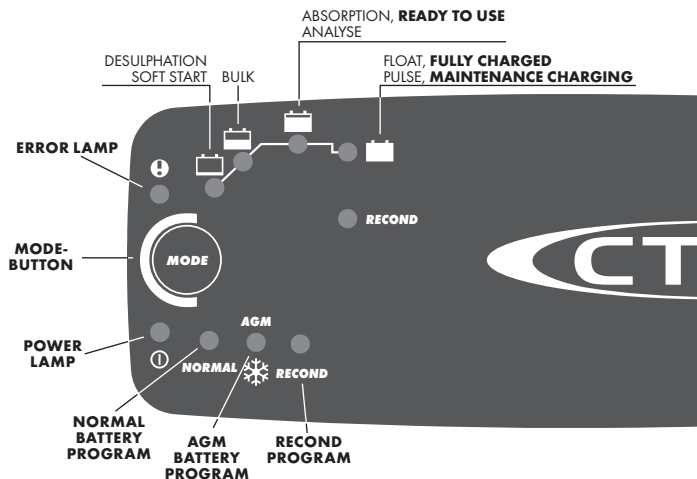 ABSORPTION, READY TO USE
ANALYSE
DESULPHATION
SOFT START
BULK
FLOAT, FULLY CHARGED
PULSE, MAINTENANCE CHARGING
ERROR LAMP
RECOND
MODE-
BUTTON
MODE
CT
POWER
LAMP
AGM
NORMAL
RECOND
NORMAL
BATTERY
PROGRAM
AGM
BATTERY
PROGRAM
RECOND
PROGRAM